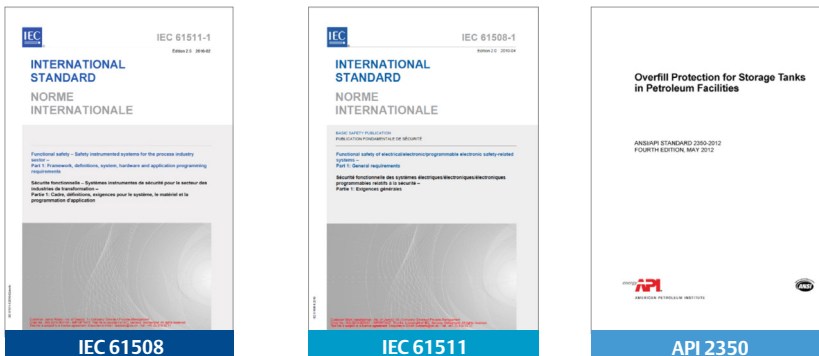 IEC
IEC 61511-1
Edition 2.0 2016-02
INTERNATIONAL
STANDARD
NORME
INTERNATIONALE
Functional safety – Safety instrumented systems for the process industry
sector –
Part 1: Framework, definitions, system, hardware and application programming
requirements
Sécurité fonctionnelle – Systèmes instrumentés de sécurité pour le secteur des
industries de transformation –
Partie 1: Cadre, définitions, exigences pour le système, le matériel et la
programmation d'application
IEC 61508
IEC
IEC 61508-1
Edition 2.0 2010-04
INTERNATIONAL
STANDARD
NORME
INTERNATIONALE
BASIC SAFETY PUBLICATION
PUBLICATION FONDAMENTALE DE SÉCURITÉ
Functional safety of electrical/electronic/programmable electronic safety-related
systems –
Part 1: General requirements
Sécurité fonctionnelle des systèmes électriques/électroniques/électroniques
programmables relatifs à la sécurité –
Partie 1: Exigences générales
IEC 61511
Overfill Protection for Storage Tanks
in Petroleum Facilities
ANSI/API STANDARD 2350-2012
FOURTH EDITION, MAY 2012
energy API
AMERICAN PETROLEUM INSTITUTE
ANSI
API 2350